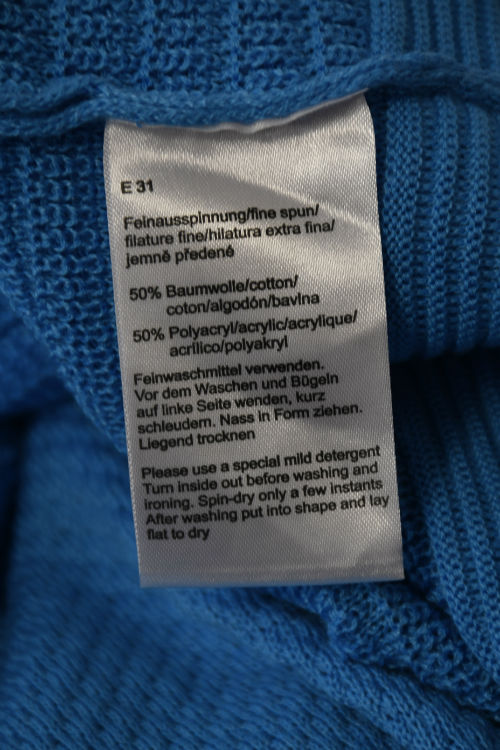 E 31
Feinausspinnung/fine spun/
filature fine/hilatura extra fina/
jemně předené
50% Baumwolle/cotton/
coton/algodón/bavlna
50% Polyacryl/acrylic/acrylique/
acrílico/polyakryl
Feinwaschmittel verwenden.
Vor dem Waschen und Bügeln
auf linke Seite wenden, kurz
schleudern. Nass in Form ziehen.
Liegend trocknen
Please use a special mild detergent
Turn inside out before washing and
ironing. Spin-dry only a few instants
After washing put into shape and lay
flat to dry